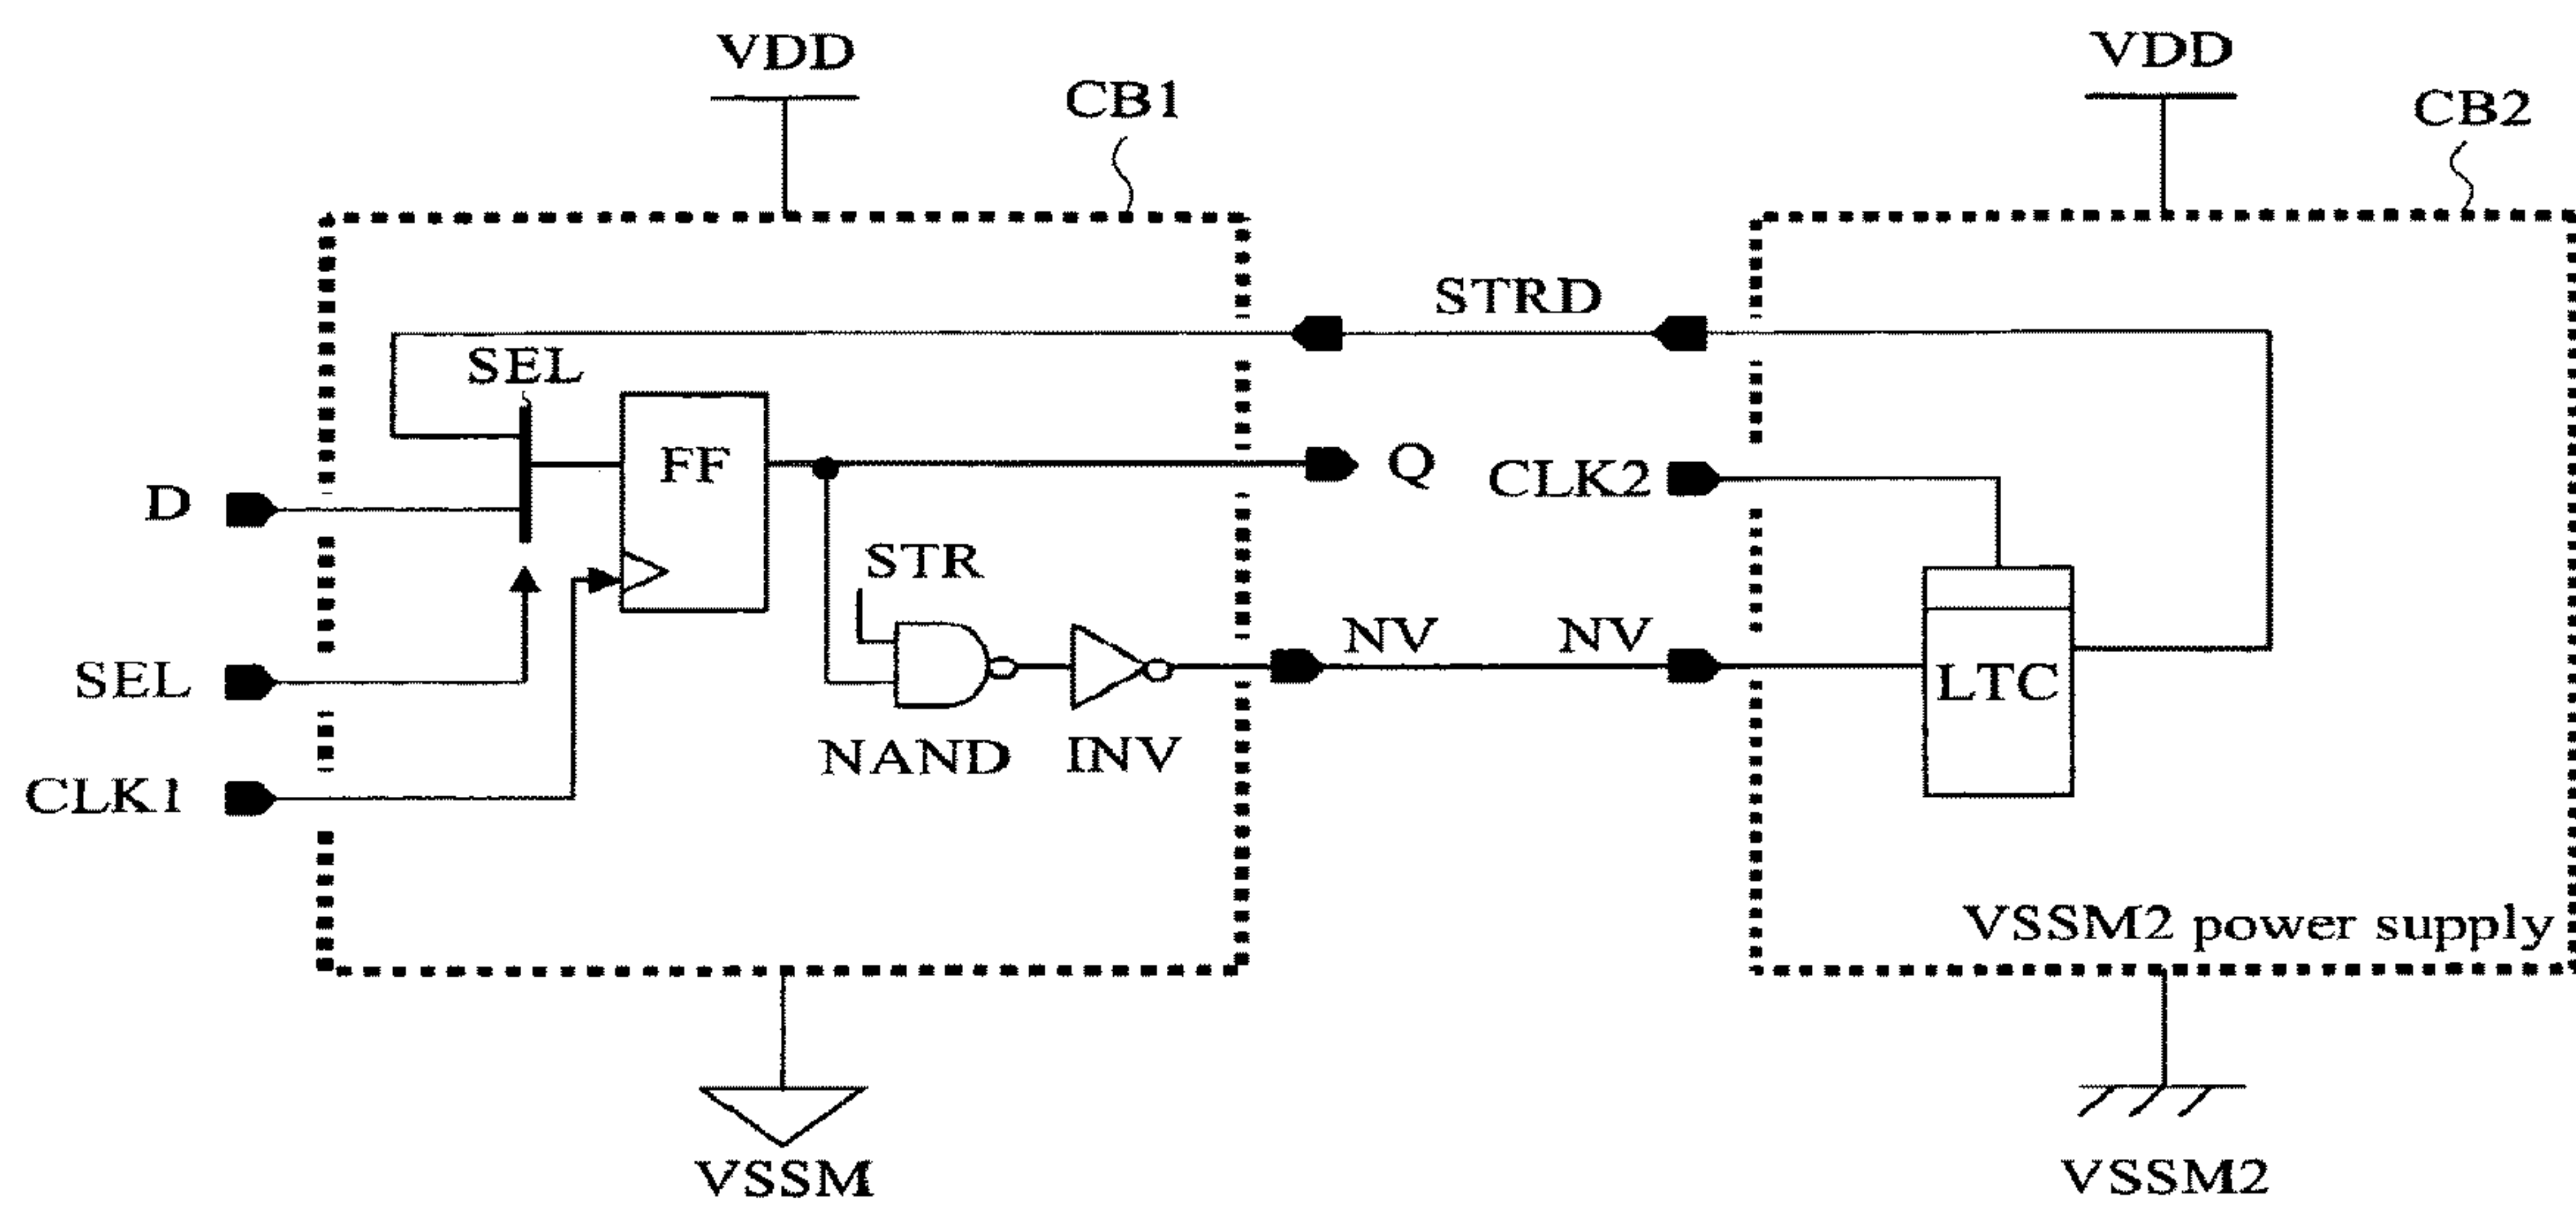 VDD
CB1
VDD
CB2
STRD
SEL
FF
Q
CLK2
D
STR
NV
NV
SEL
LTC
NAND
INV
CLK1
VSSM2 power supply
VSSM
VSSM2